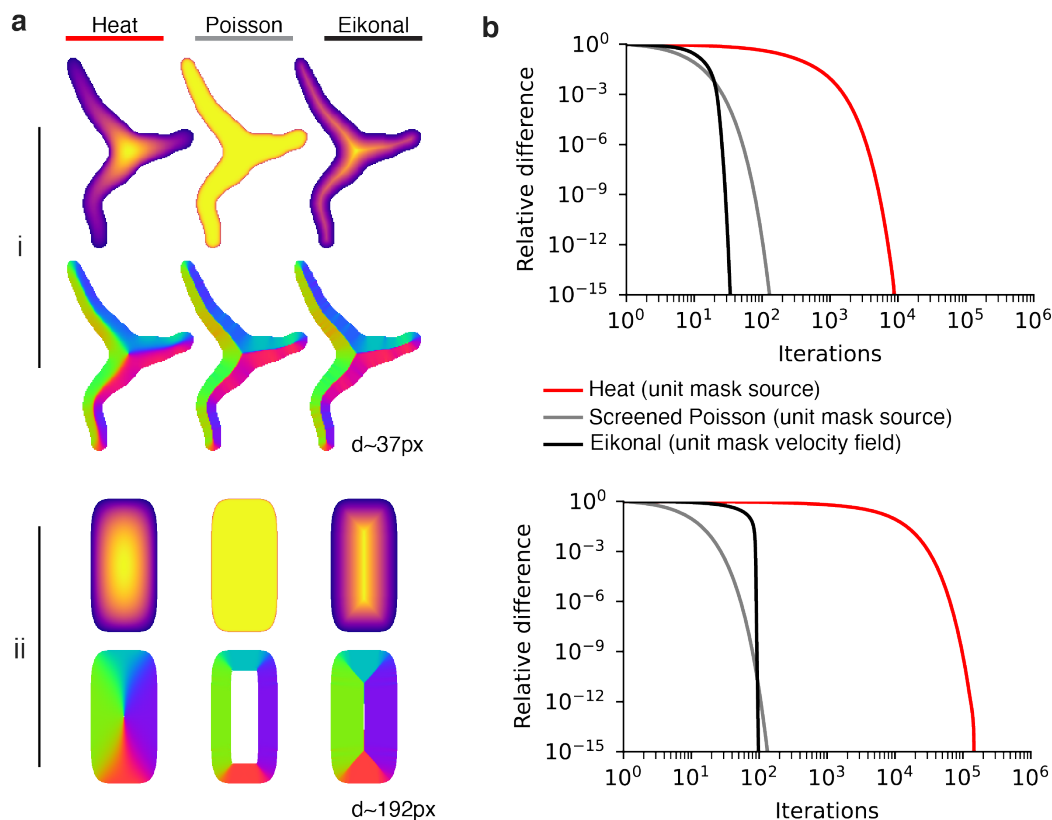 a
Heat Poisson Eikonal
i
d~37px
ii
d~192px
b
Relative difference
10^0
10^-3
10^-6
10^-9
10^-12
10^-15
10^0 10^1 10^2 10^3 10^4 10^5 10^6
Iterations
Heat (unit mask source)
Screened Poisson (unit mask source)
Eikonal (unit mask velocity field)
Relative difference
10^0
10^-3
10^-6
10^-9
10^-12
10^-15
10^0 10^1 10^2 10^3 10^4 10^5 10^6
Iterations